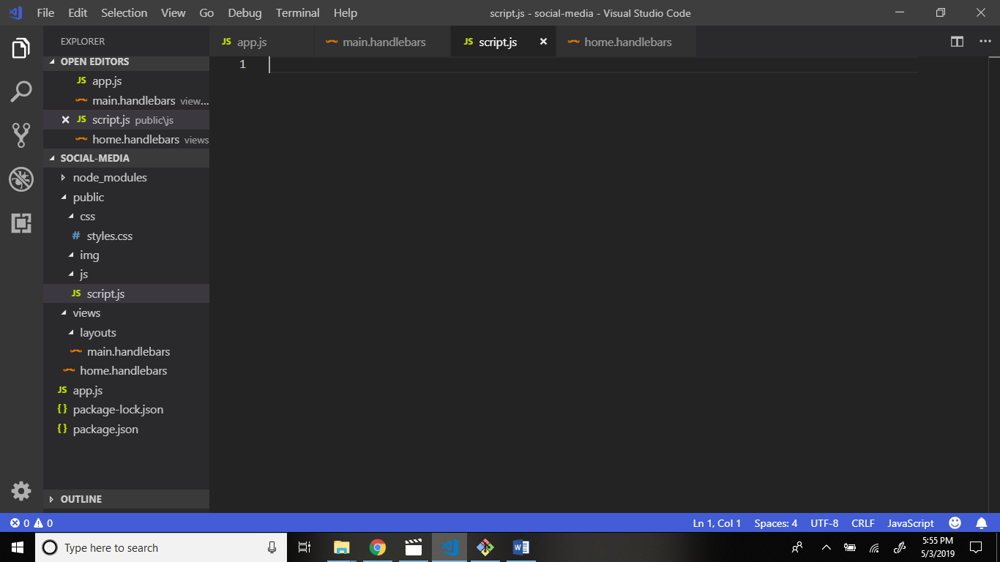 File Edit Selection View Go Debug Terminal Help script.js - social-media - Visual Studio Code
EXPLORER
JS app.js main.handlebars JS script.js home.handlebars
OPEN EDITORS
JS app.js
main.handlebars view...
JS script.js public\js
home.handlebars views
SOCIAL-MEDIA
node_modules
public
css
# styles.css
img
js
JS script.js
views
layouts
main.handlebars
home.handlebars
JS app.js
{} package-lock.json
{} package.json
OUTLINE
1
0 0 Ln 1, Col 1 Spaces: 4 UTF-8 CRLF JavaScript
Type here to search
5:55 PM
5/3/2019